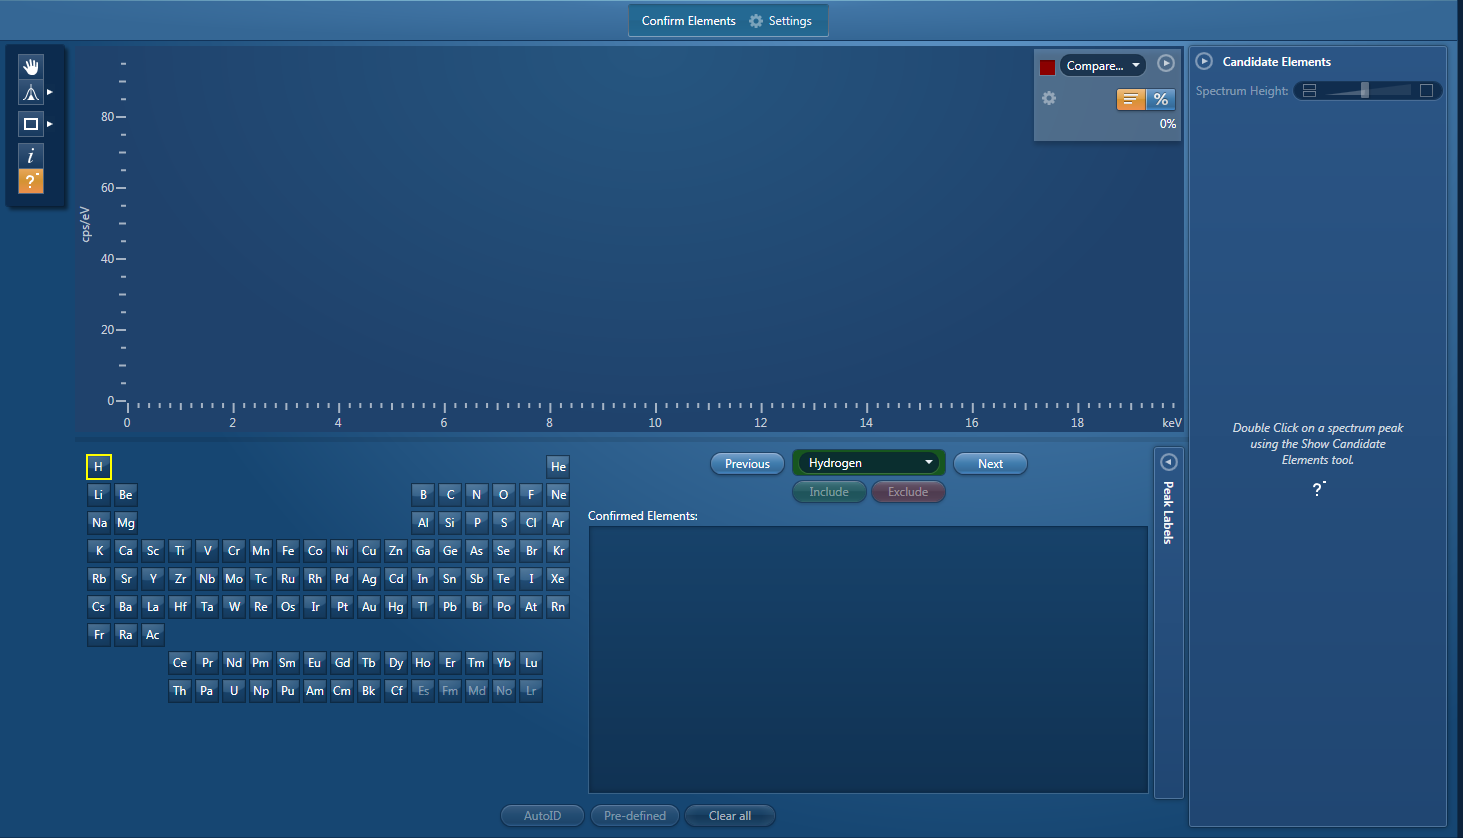 Confirm Elements Settings
Compare...
%
0%
Candidate Elements
Spectrum Height:
i
?
80
60
cps/eV
40
20
0
0 2 4 6 8 10 12 14 16 18 keV
Double Click on a spectrum peak
using the Show Candidate
Elements tool.
?
H He
Li Be B C N O F Ne
Na Mg Al Si P S Cl Ar
K Ca Sc Ti V Cr Mn Fe Co Ni Cu Zn Ga Ge As Se Br Kr
Rb Sr Y Zr Nb Mo Tc Ru Rh Pd Ag Cd In Sn Sb Te I Xe
Cs Ba La Hf Ta W Re Os Ir Pt Au Hg Tl Pb Bi Po At Rn
Fr Ra Ac
Ce Pr Nd Pm Sm Eu Gd Tb Dy Ho Er Tm Yb Lu
Th Pa U Np Pu Am Cm Bk Cf Es Fm Md No Lr
Previous Hydrogen Next
Include Exclude
Confirmed Elements:
Peak Labels
AutoID Pre-defined Clear all